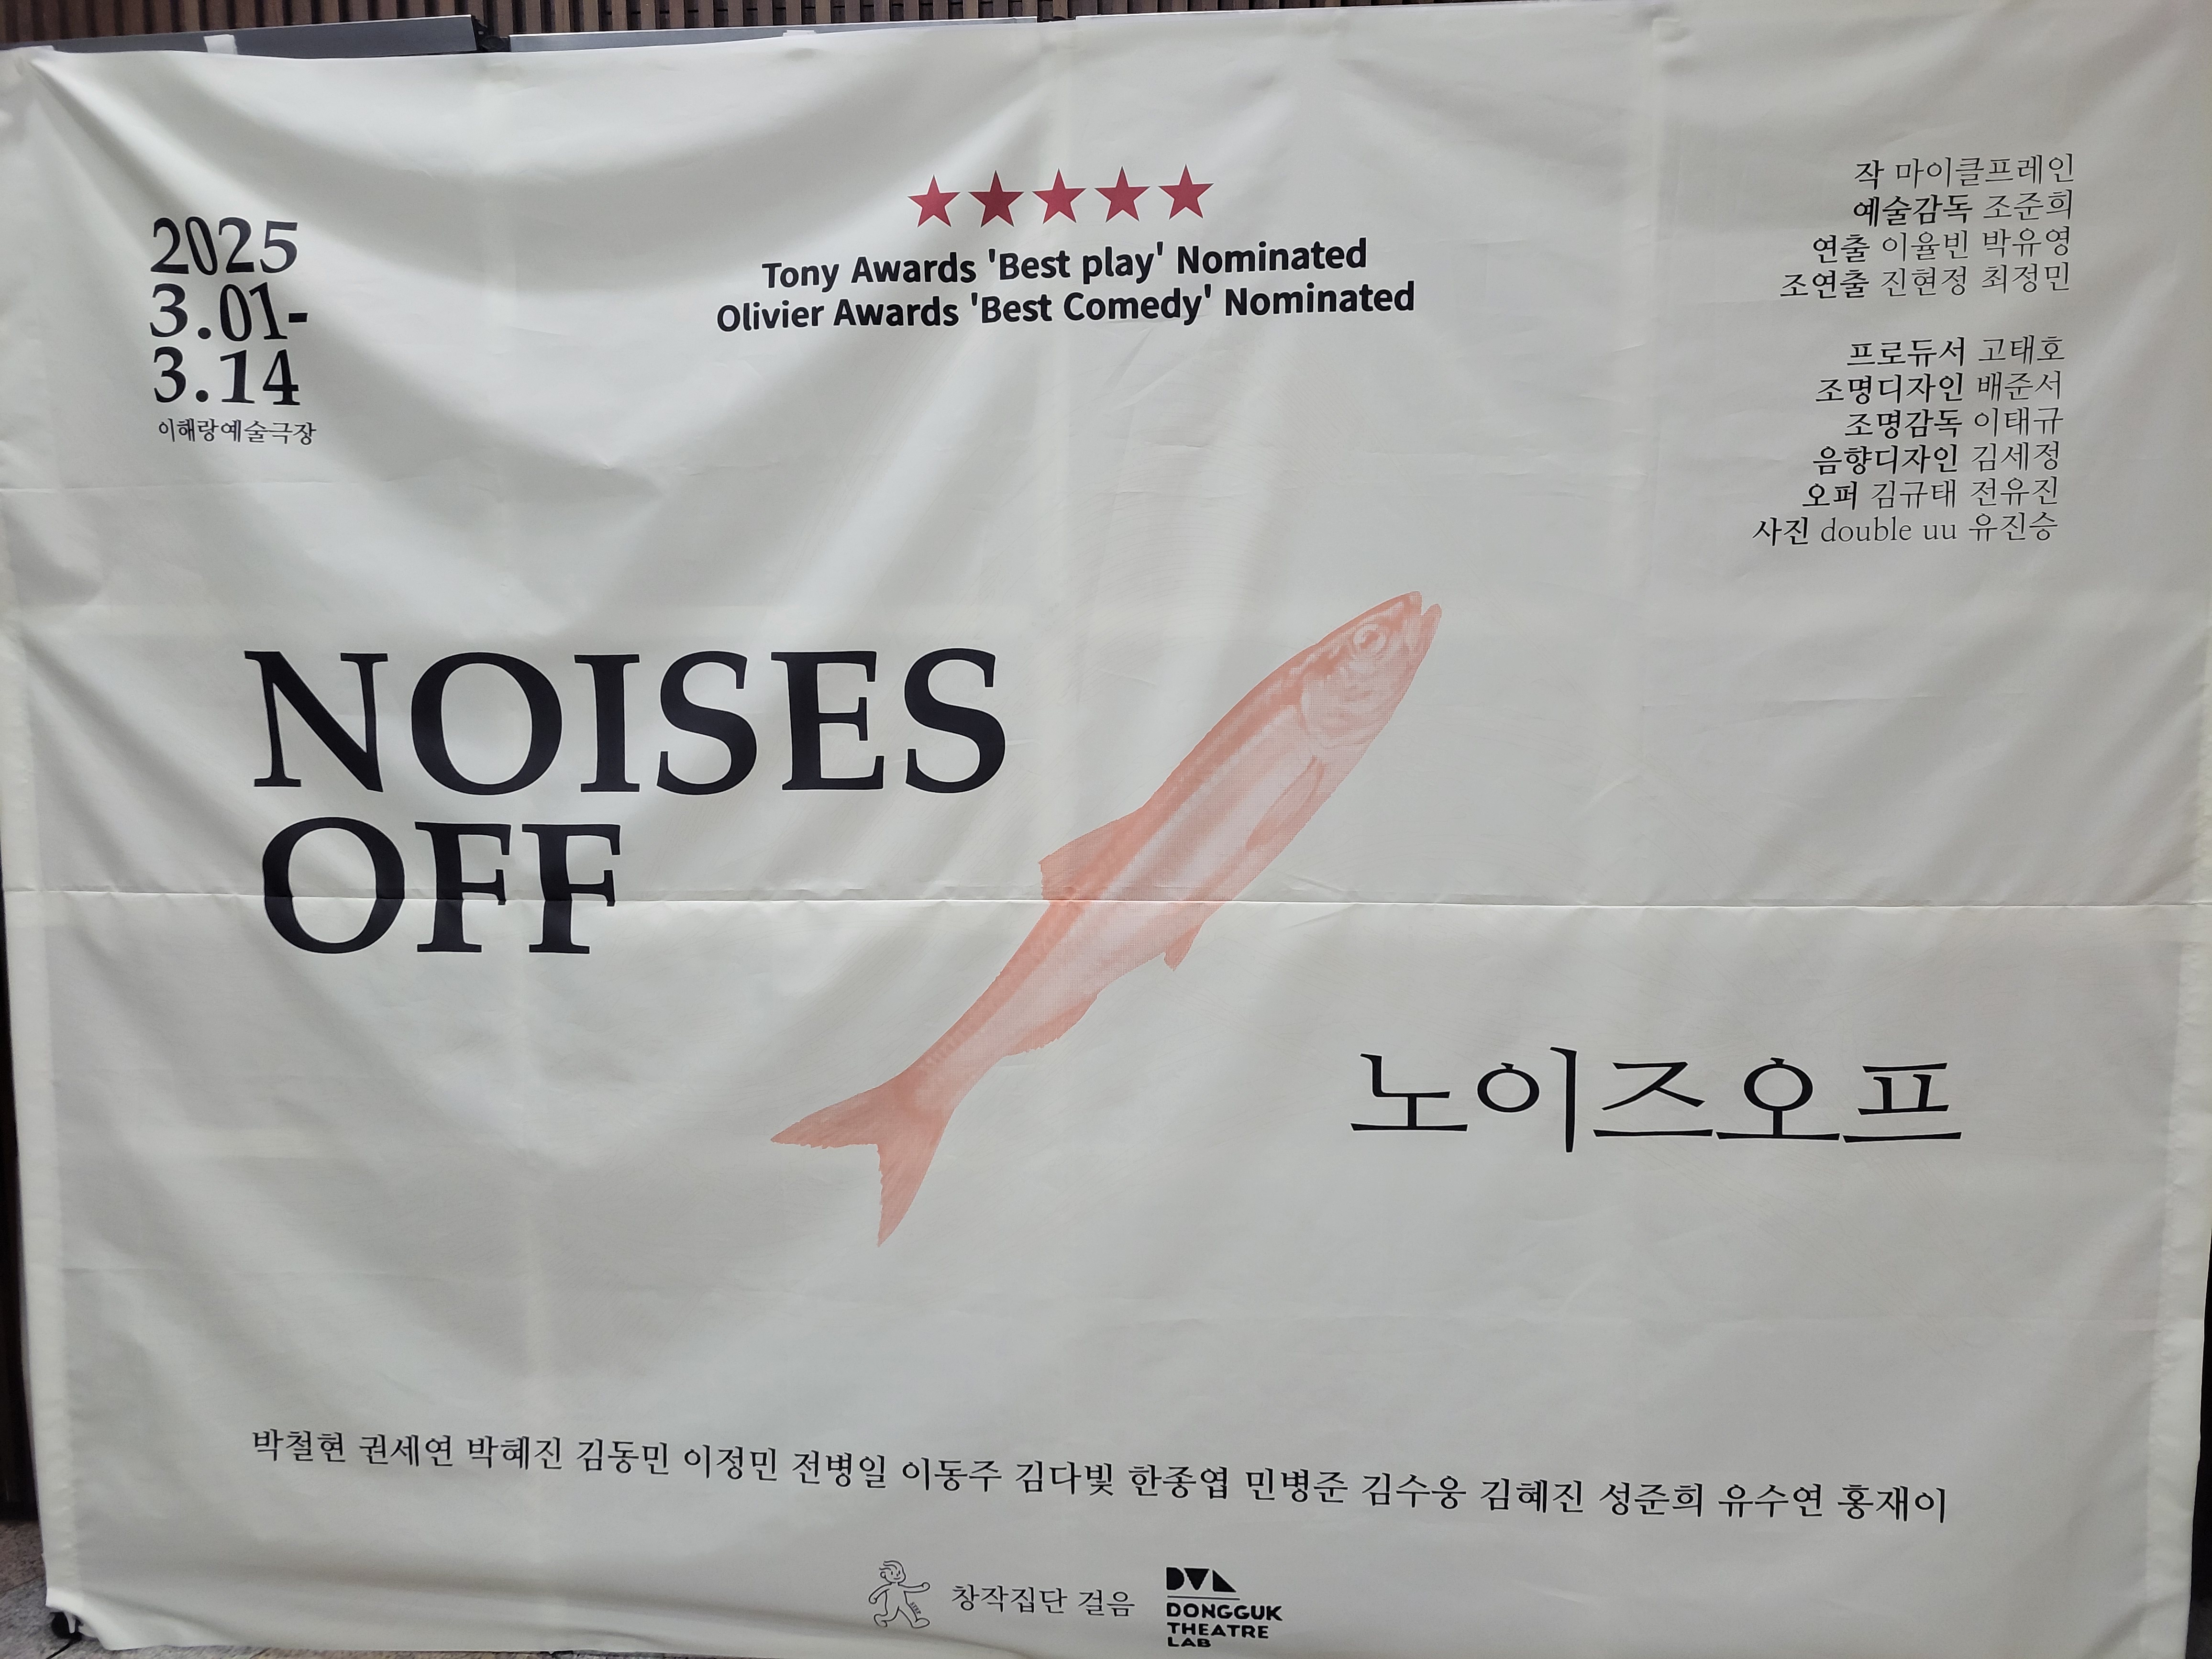 2025
3.01-
3.14
이해랑예술극장
★★★★★
Tony Awards 'Best play' Nominated
Olivier Awards 'Best Comedy' Nominated
작 마이클프레인
예술감독 조준희
연출 이율빈 박유영
조연출 진현정 최정민
프로듀서 고태호
조명디자인 배준서
조명감독 이태규
음향디자인 김세정
오퍼 김규태 전유진
사진 double uu 유진승
NOISES
OFF
노이즈오프
박철현 권세연 박혜진 김동민 이정민 전병일 이동주 김다빛 한종엽 민병준 김수웅 김혜진 성준희 유수연 홍재이
창작집단 걸음
DONGGUK
THEATRE
LAB